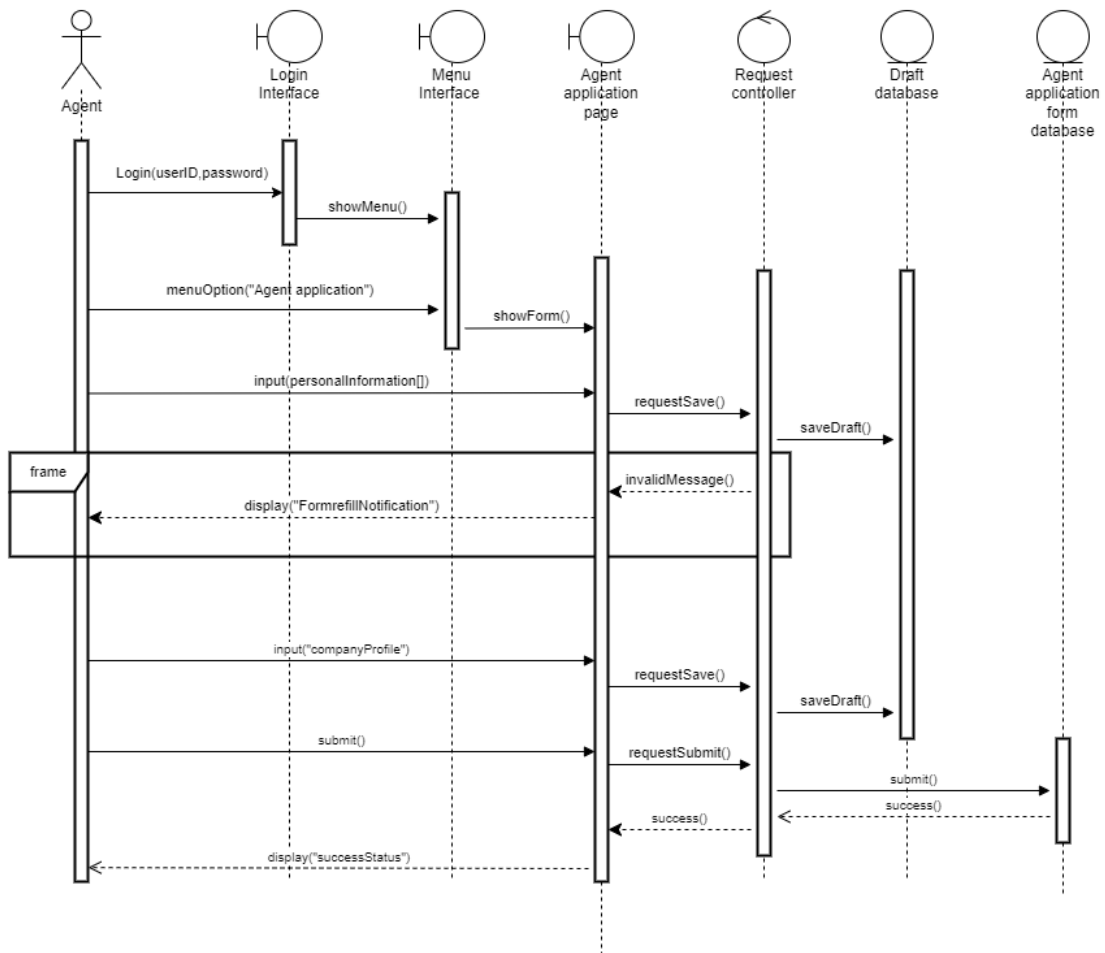 Agent
Login
Interface
Menu
Interface
Agent
application
page
Request
controller
Draft
database
Agent
application
form
database
Login(userID,password)
showMenu()
menuOption("Agent application")
showForm()
input(personalInformation[])
requestSave()
saveDraft()
frame
invalidMessage()
display("FormrefillNotification")
input("companyProfile")
requestSave()
saveDraft()
submit()
requestSubmit()
submit()
success()
success()
display("successStatus")